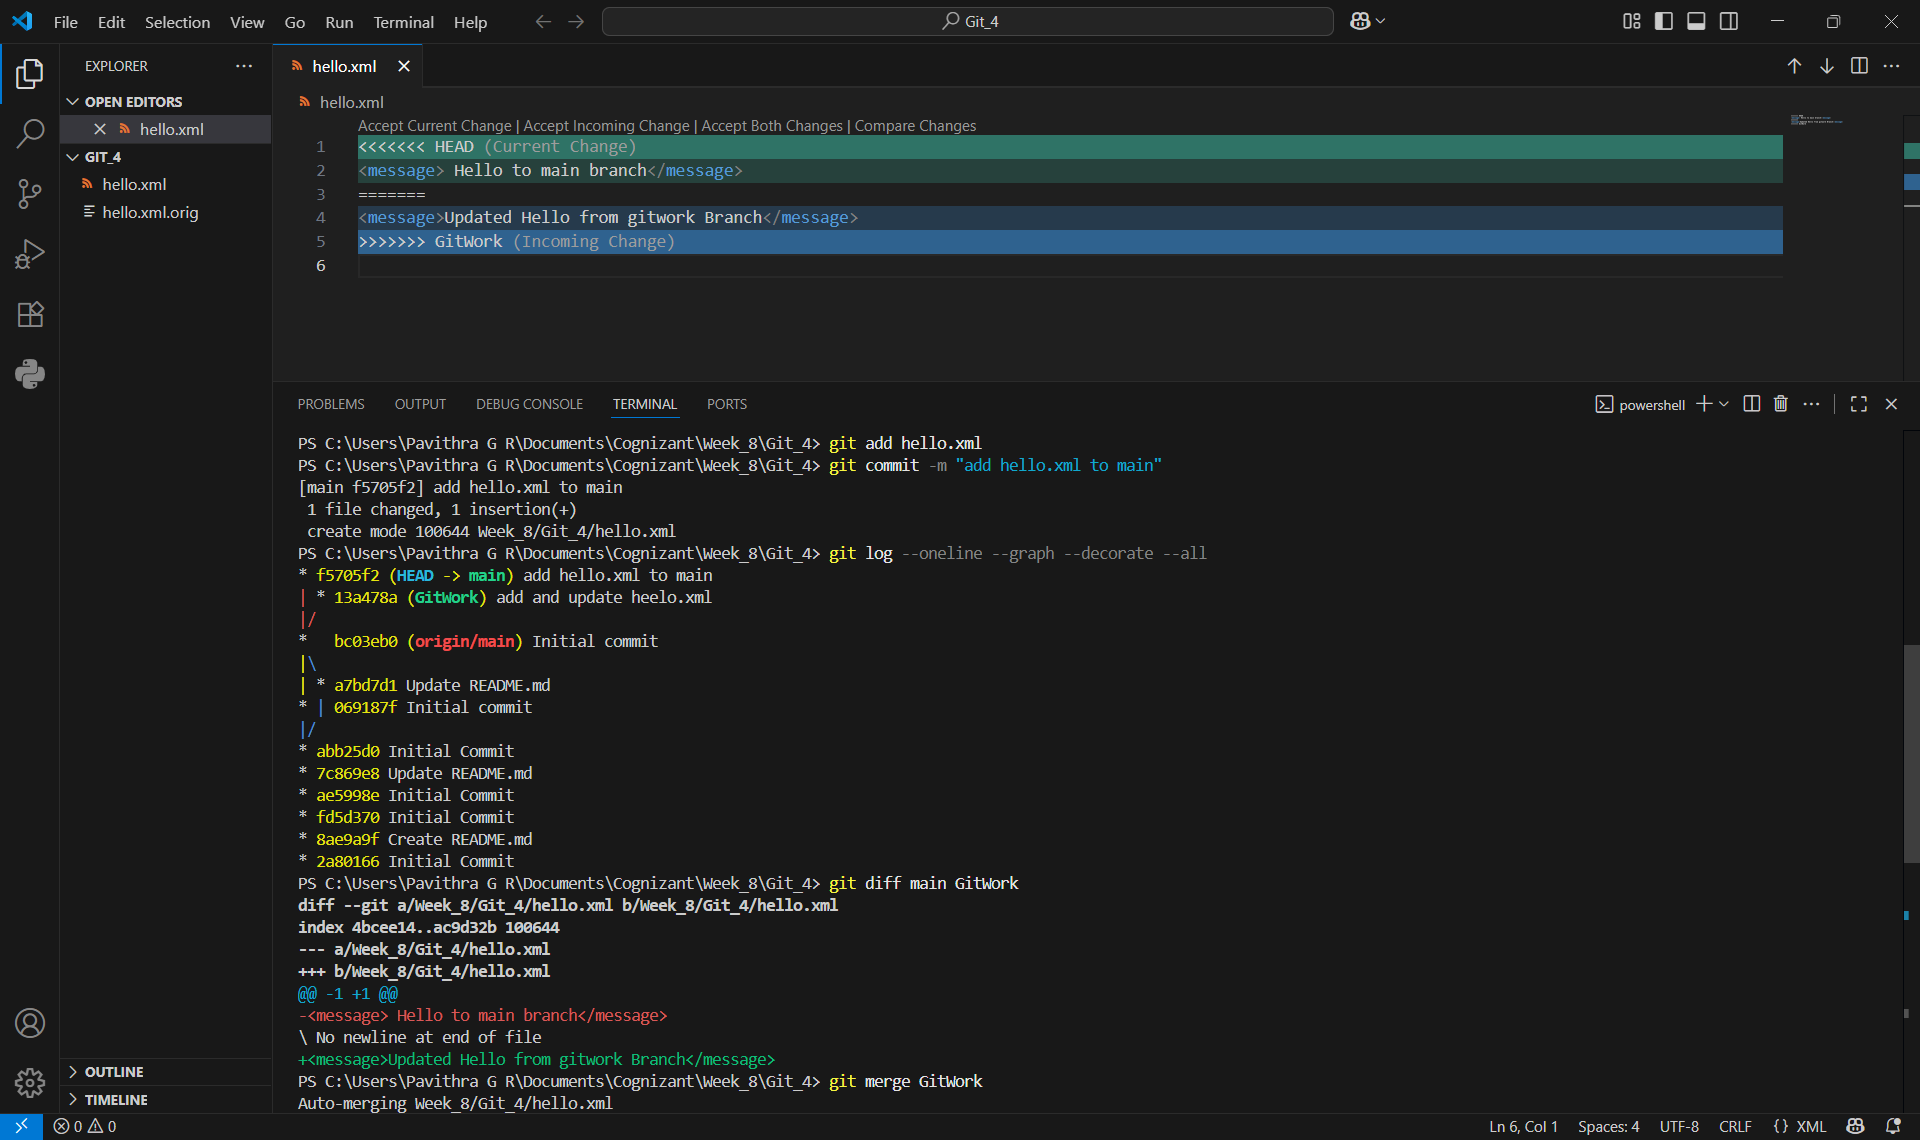 File Edit Selection View Go Run Terminal Help
Git_4
EXPLORER
OPEN EDITORS
hello.xml
GIT_4
hello.xml
hello.xml.orig
OUTLINE
TIMELINE
hello.xml
hello.xml
Accept Current Change | Accept Incoming Change | Accept Both Changes | Compare Changes
1 <<<<<<< HEAD (Current Change)
2 <message> Hello to main branch</message>
3 =======
4 <message>Updated Hello from gitwork Branch</message>
5 >>>>>>> GitWork (Incoming Change)
6
PROBLEMS OUTPUT DEBUG CONSOLE TERMINAL PORTS
powershell
PS C:\Users\Pavithra G R\Documents\Cognizant\Week_8\Git_4> git add hello.xml
PS C:\Users\Pavithra G R\Documents\Cognizant\Week_8\Git_4> git commit -m "add hello.xml to main"
[main f5705f2] add hello.xml to main
1 file changed, 1 insertion(+)
create mode 100644 Week_8/Git_4/hello.xml
PS C:\Users\Pavithra G R\Documents\Cognizant\Week_8\Git_4> git log --oneline --graph --decorate --all
* f5705f2 (HEAD -> main) add hello.xml to main
| * 13a478a (GitWork) add and update heelo.xml
|/
*   bc03eb0 (origin/main) Initial commit
|\
| * a7bd7d1 Update README.md
* | 069187f Initial commit
|/
* abb25d0 Initial Commit
* 7c869e8 Update README.md
* ae5998e Initial Commit
* fd5d370 Initial Commit
* 8ae9a9f Create README.md
* 2a80166 Initial Commit
PS C:\Users\Pavithra G R\Documents\Cognizant\Week_8\Git_4> git diff main GitWork
diff --git a/Week_8/Git_4/hello.xml b/Week_8/Git_4/hello.xml
index 4bcee14..ac9d32b 100644
--- a/Week_8/Git_4/hello.xml
+++ b/Week_8/Git_4/hello.xml
@@ -1 +1 @@
-<message> Hello to main branch</message>
\ No newline at end of file
+<message>Updated Hello from gitwork Branch</message>
PS C:\Users\Pavithra G R\Documents\Cognizant\Week_8\Git_4> git merge GitWork
Auto-merging Week_8/Git_4/hello.xml
0 0
Ln 6, Col 1 Spaces: 4 UTF-8 CRLF {} XML